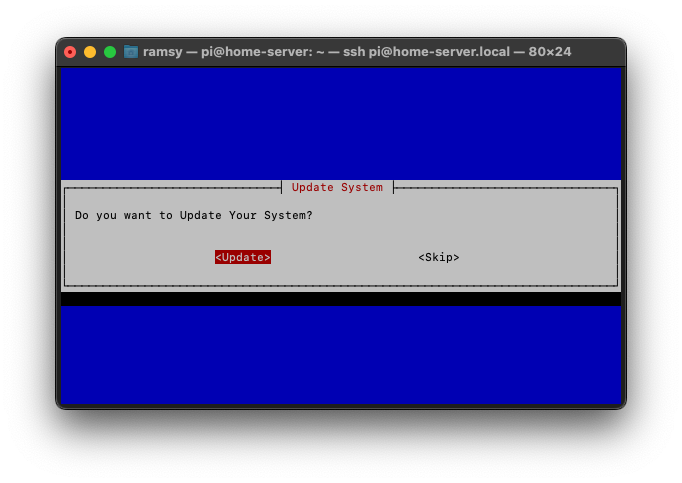 ramsy — pi@home-server: ~ — ssh pi@home-server.local — 80×24
Update System
Do you want to Update Your System?
<Update> <Skip>